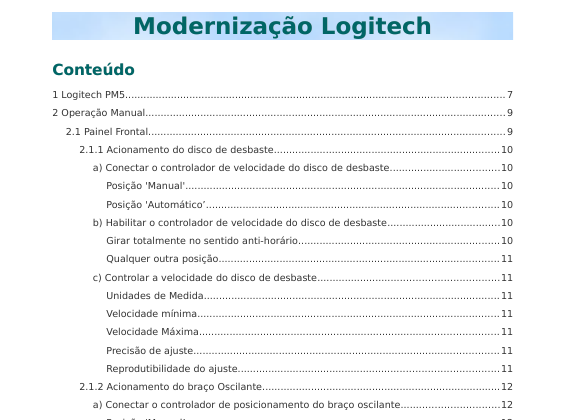 Modernização Logitech
Conteúdo
1 Logitech PM5 7
2 Operação Manual 9
2.1 Painel Frontal 9
2.1.1 Acionamento do disco de desbaste 10
a) Conectar o controlador de velocidade do disco de desbaste 10
Posição 'Manual' 10
Posição 'Automático’ 10
b) Habilitar o controlador de velocidade do disco de desbaste 10
Girar totalmente no sentido anti-horário 10
Qualquer outra posição 11
c) Controlar a velocidade do disco de desbaste 11
Unidades de Medida 11
Velocidade mínima 11
Velocidade Máxima 11
Precisão de ajuste 11
Reprodutibilidade do ajuste 11
2.1.2 Acionamento do braço Oscilante 12
a) Conectar o controlador de posicionamento do braço oscilante 12